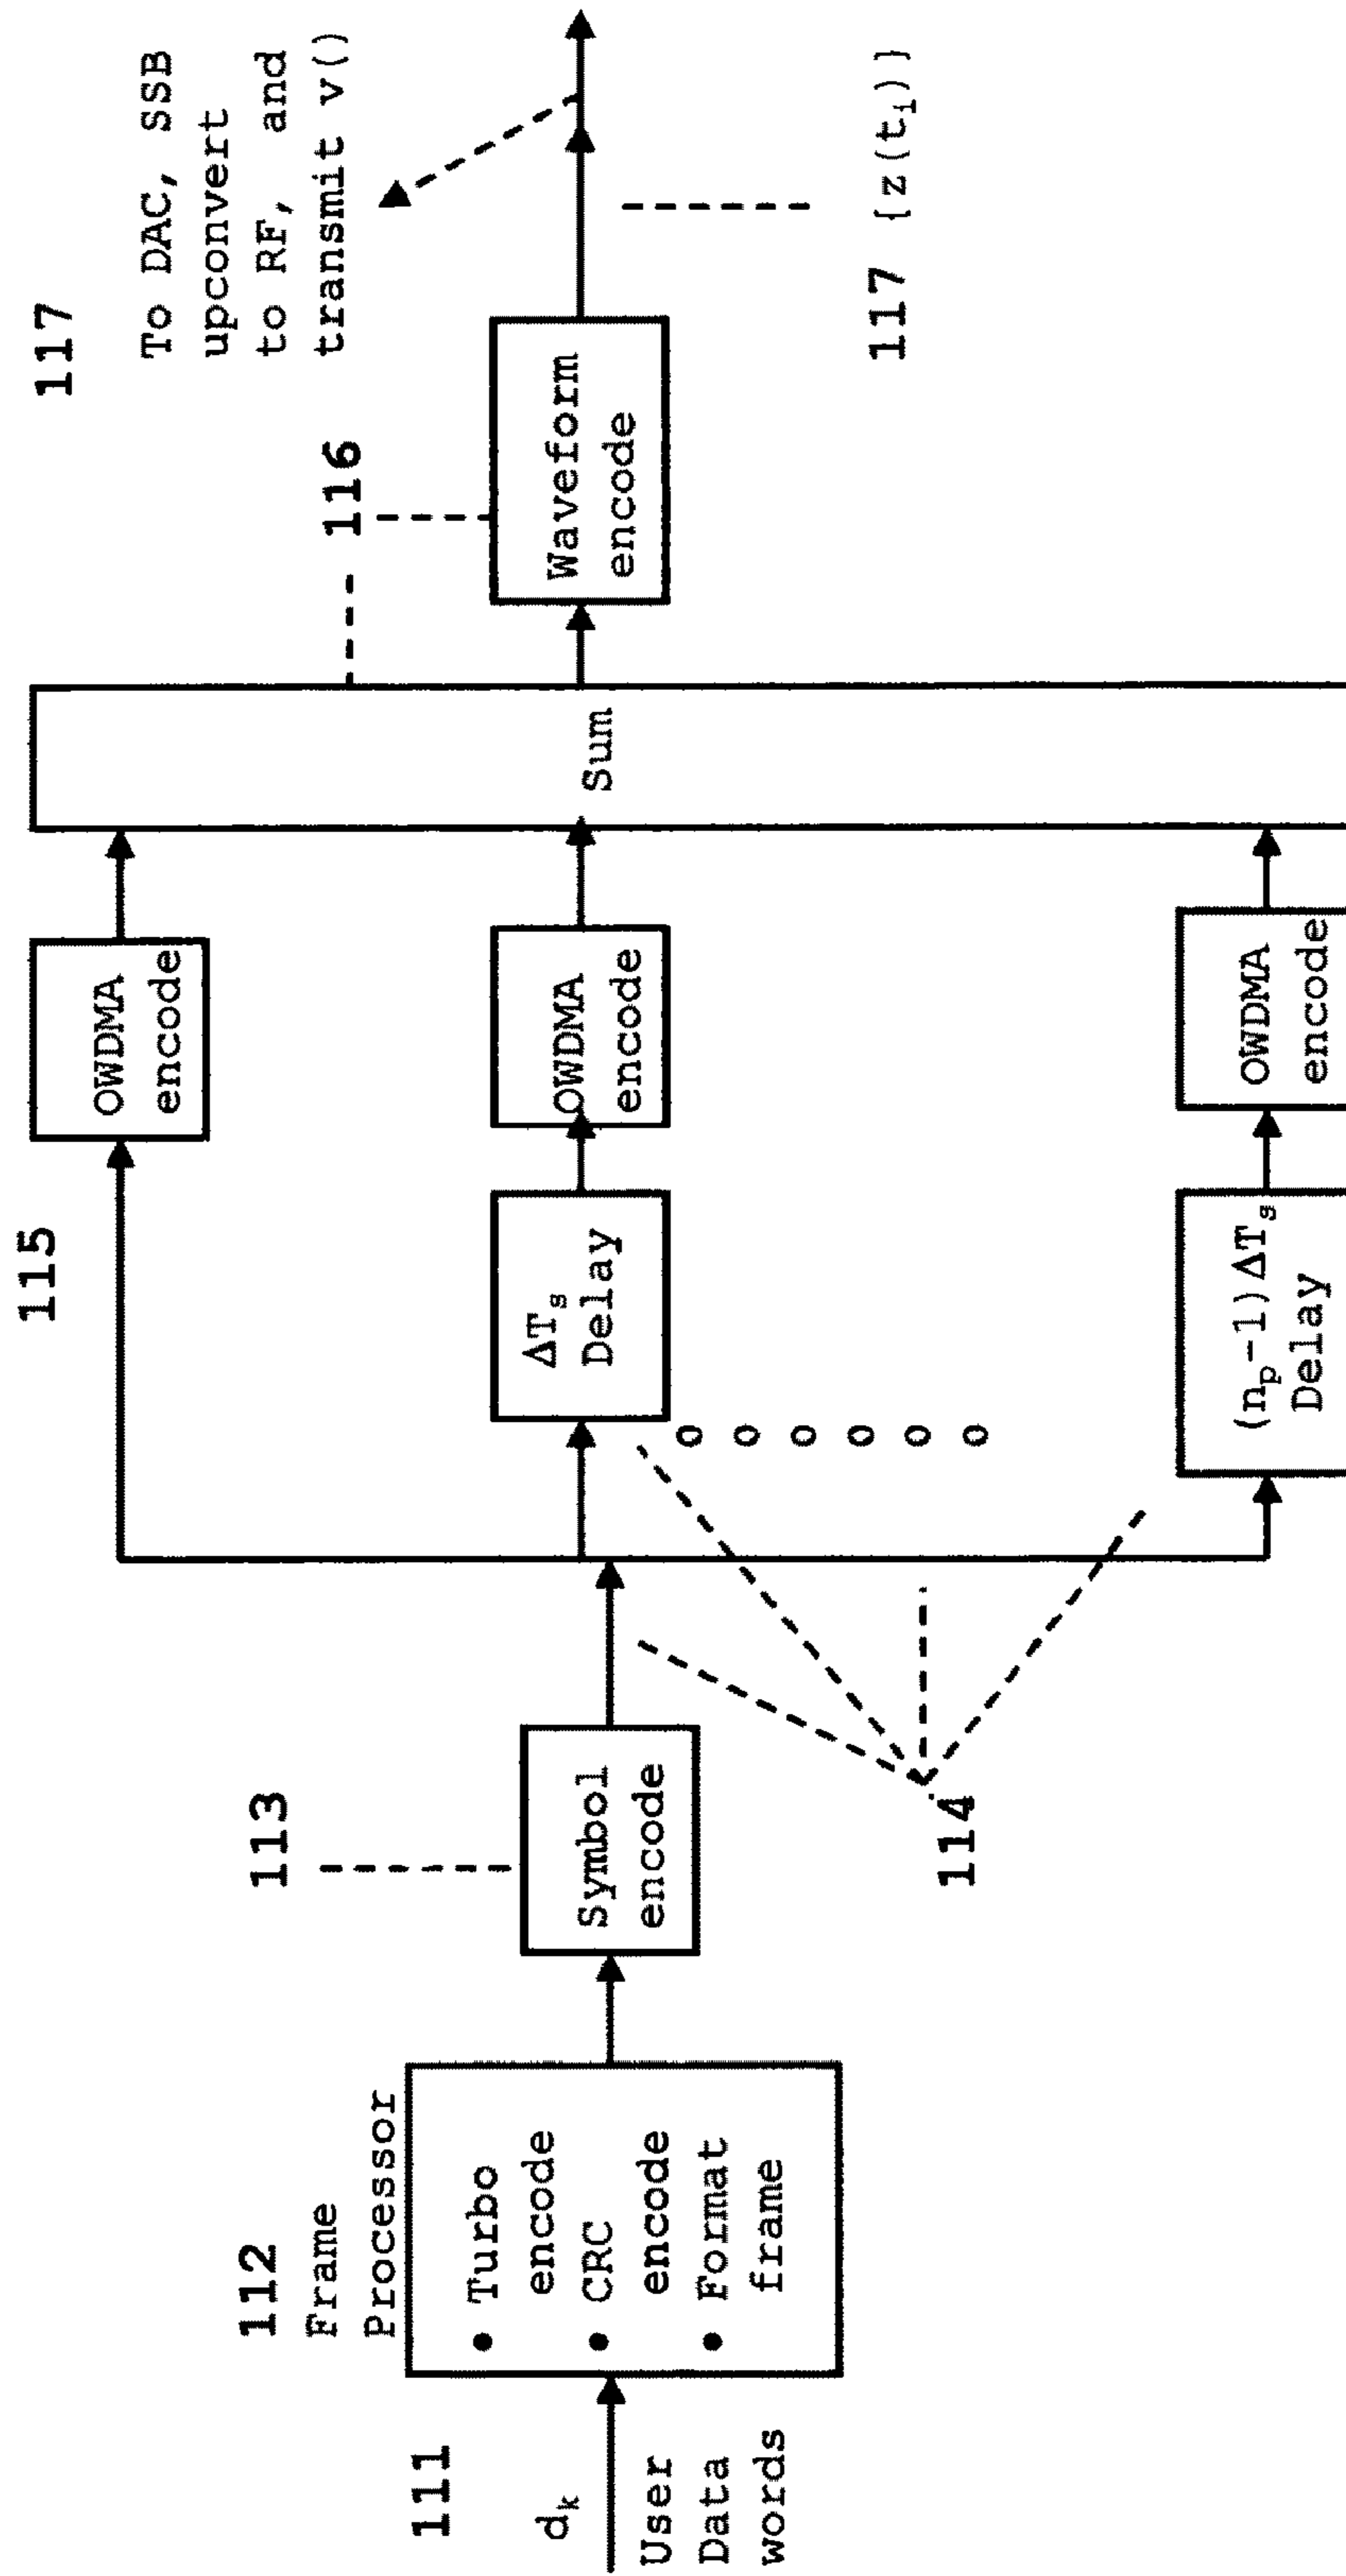 111
d_k
User
Data
words
112
Frame
Processor
• Turbo
encode
• CRC
encode
• Format
frame
113
Symbol
encode
114
115
OWDMA
encode
ΔT_s
Delay
OWDMA
encode
o o o o o o
(n_p-1)ΔT_s
Delay
OWDMA
encode
Sum
116
Waveform
encode
117
To DAC, SSB
upconvert
to RF, and
transmit v()
117 {z(t_i)}